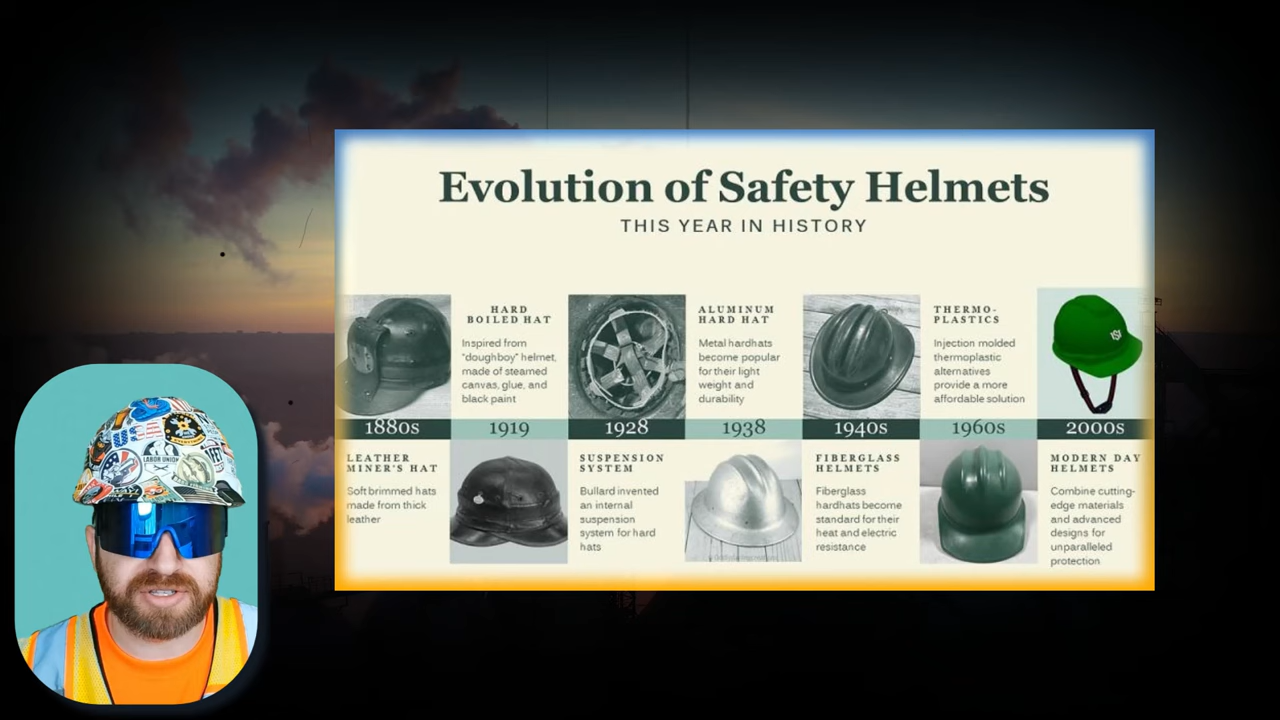 Evolution of Safety Helmets
THIS YEAR IN HISTORY
1880s
LEATHER
MINER'S HAT
Soft brimmed hats
made from thick
leather
HARD
BOILED HAT
Inspired from
"doughboy" helmet,
made of steamed
canvas, glue, and
black paint
1919
1928
SUSPENSION
SYSTEM
Bullard invented
an internal
suspension
system for hard
hats
ALUMINUM
HARD HAT
Metal hardhats
become popular
for their light
weight and
durability
1938
1940s
FIBERGLASS
HELMETS
Fiberglass
hardhats become
standard for their
heat and electric
resistance
THERMO-
PLASTICS
Injection molded
thermoplastic
alternatives
provide a more
affordable solution
1960s
2000s
MODERN DAY
HELMETS
Combine cutting-
edge materials
and advanced
designs for
unparalleled
protection
LABOR UNION